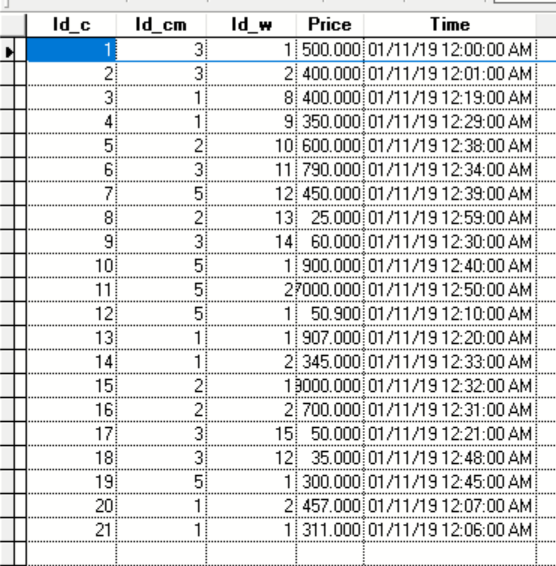 Id_c Id_cm Id_w Price Time
1 3 1 500.000 01/11/19 12:00:00 AM
2 3 2 400.000 01/11/19 12:01:00 AM
3 1 8 400.000 01/11/19 12:19:00 AM
4 1 9 350.000 01/11/19 12:29:00 AM
5 2 10 600.000 01/11/19 12:38:00 AM
6 3 11 790.000 01/11/19 12:34:00 AM
7 5 12 450.000 01/11/19 12:39:00 AM
8 2 13 25.000 01/11/19 12:59:00 AM
9 3 14 60.000 01/11/19 12:30:00 AM
10 5 1 900.000 01/11/19 12:40:00 AM
11 5 2 7000.000 01/11/19 12:50:00 AM
12 5 1 50.900 01/11/19 12:10:00 AM
13 1 1 907.000 01/11/19 12:20:00 AM
14 1 2 345.000 01/11/19 12:33:00 AM
15 2 1 9000.000 01/11/19 12:32:00 AM
16 2 2 700.000 01/11/19 12:31:00 AM
17 3 15 50.000 01/11/19 12:21:00 AM
18 3 12 35.000 01/11/19 12:48:00 AM
19 5 1 300.000 01/11/19 12:45:00 AM
20 1 2 457.000 01/11/19 12:07:00 AM
21 1 1 311.000 01/11/19 12:06:00 AM